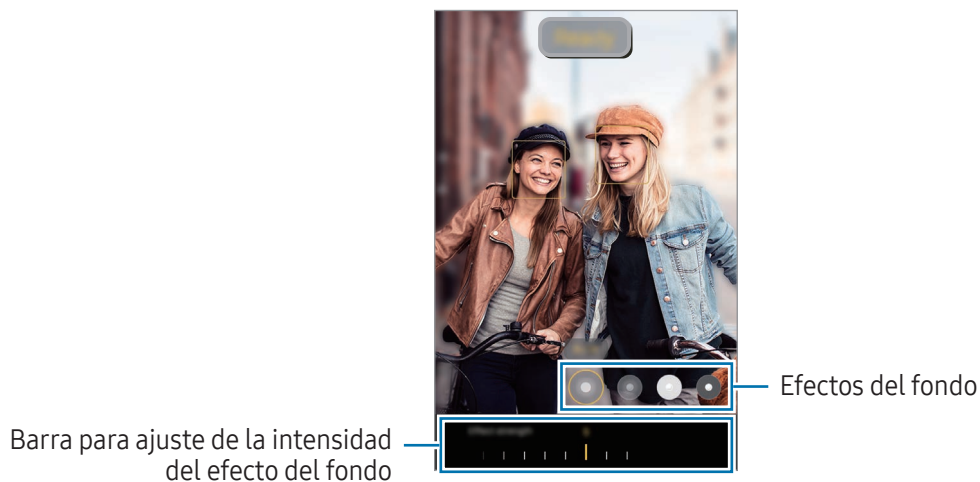 Efectos del fondo
Barra para ajuste de la intensidad
del efecto del fondo